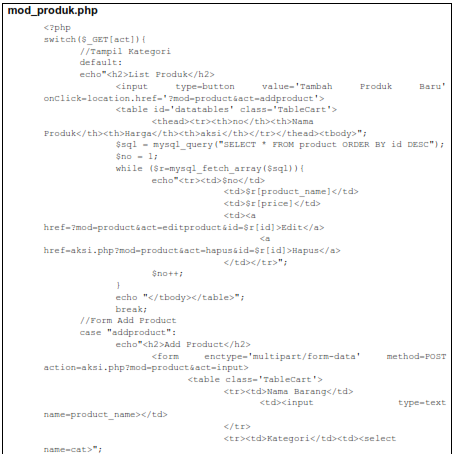 mod_produk.php
<?php
switch($_GET[act]){
//Tampil Kategori
default:
echo"<h2>List Produk</h2>
<input type=button value='Tambah Produk Baru'
onClick=location.href='?mod=product&act=addproduct'>
<table id='datatables' class='TableCart'>
<thead><tr><th>no</th><th>Nama
Produk</th><th>Harga</th><th>aksi</th></tr></thead><tbody>";
$sql = mysql_query("SELECT * FROM product ORDER BY id DESC");
$no = 1;
while ($r=mysql_fetch_array($sql)){
echo"<tr><td>$no</td>
<td>$r[product_name]</td>
<td>$r[price]</td>
<td><a
href=?mod=product&act=editproduct&id=$r[id]>Edit</a>
<a
href=aksi.php?mod=product&act=hapus&id=$r[id]>Hapus</a>
</td></tr>";
$no++;
}
echo "</tbody></table>";
break;
//Form Add Product
case "addproduct":
echo"<h2>Add Product</h2>
<form enctype='multipart/form-data' method=POST
action=aksi.php?mod=product&act=input>
<table class='TableCart'>
<tr><td>Nama Barang</td>
<td><input type=text
name=product_name></td>
</tr>
<tr><td>Kategori</td><td><select
name=cat>";